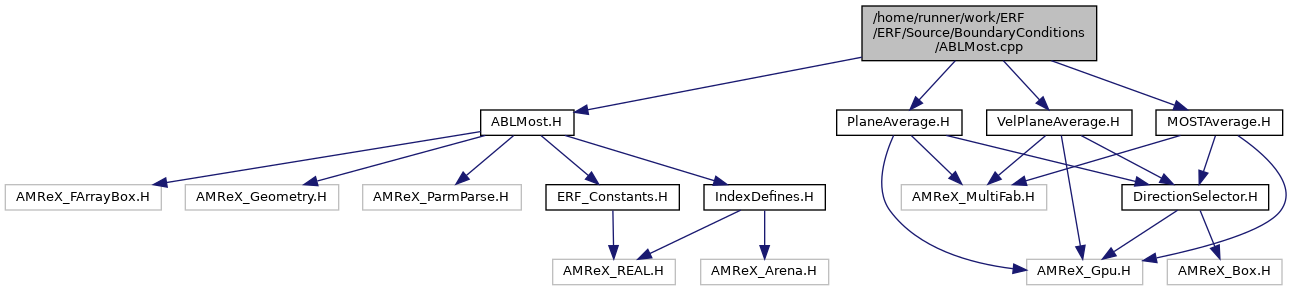 /home/runner/work/ERF
/ERF/Source/BoundaryConditions
/ABLMost.cpp
ABLMost.H
PlaneAverage.H
VelPlaneAverage.H
MOSTAverage.H
AMReX_FArrayBox.H
AMReX_Geometry.H
AMReX_ParmParse.H
ERF_Constants.H
IndexDefines.H
AMReX_MultiFab.H
DirectionSelector.H
AMReX_REAL.H
AMReX_Arena.H
AMReX_Gpu.H
AMReX_Box.H